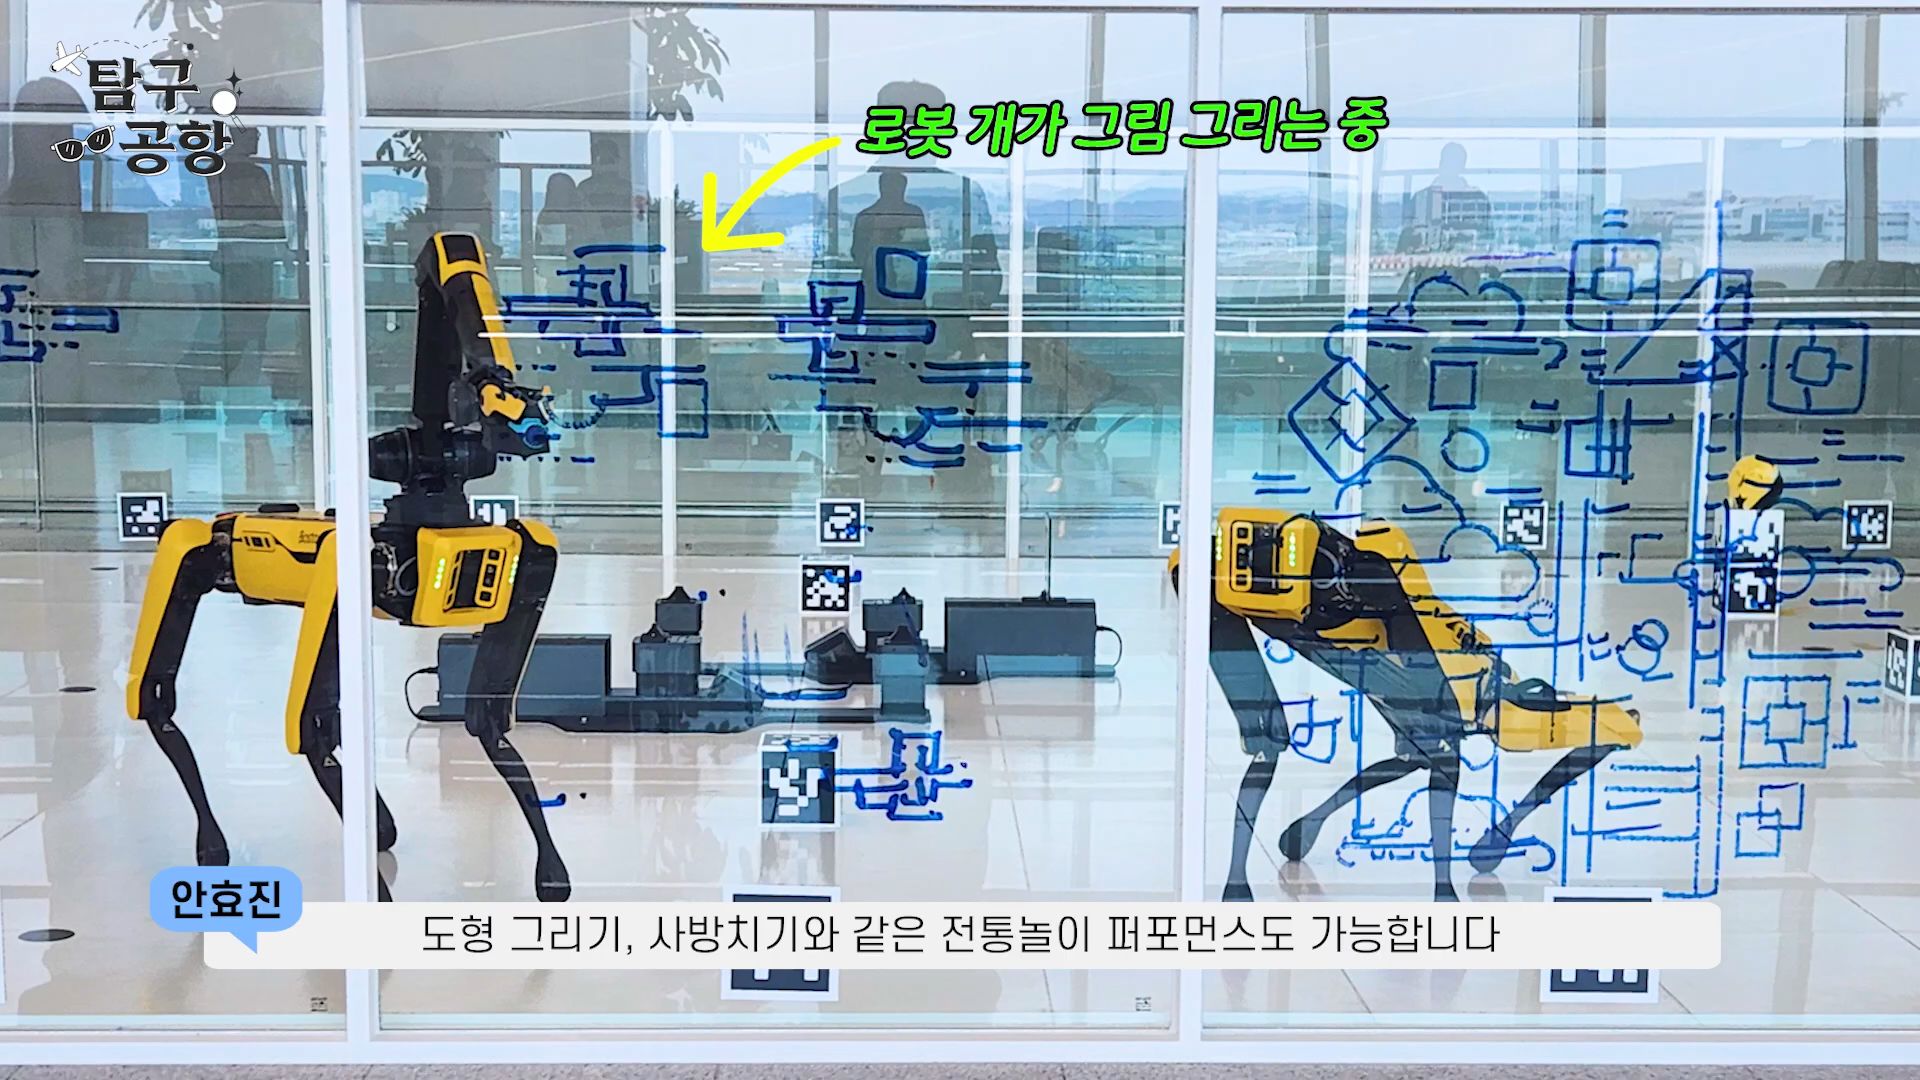 탐구
공항
로봇 개가 그림 그리는 중
안효진
도형 그리기, 사방치기와 같은 전통놀이 퍼포먼스도 가능합니다